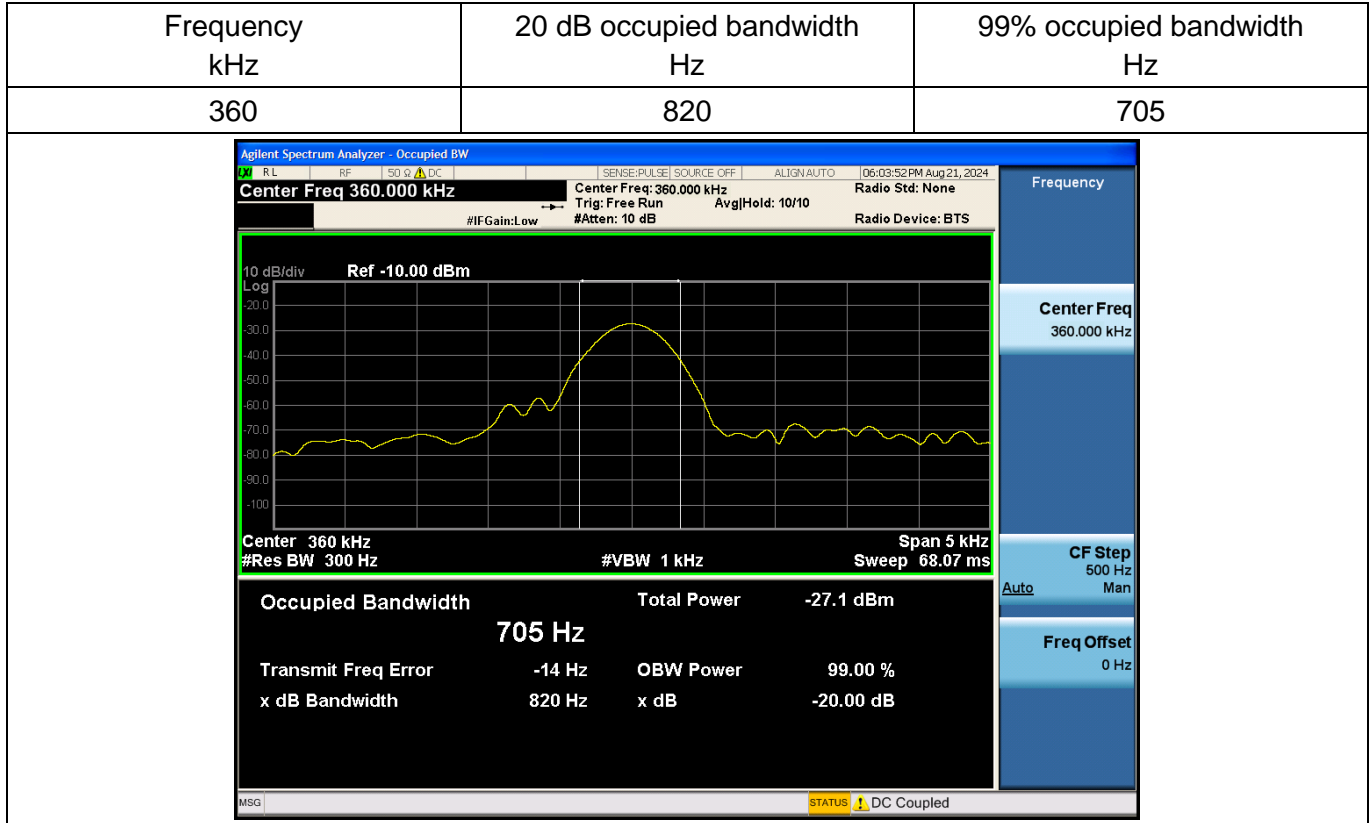 Frequency
kHz
20 dB occupied bandwidth
Hz
99% occupied bandwidth
Hz
360
820
705
Agilent Spectrum Analyzer - Occupied BW
LXI RL RF 50 Ω DC SENSE:PULSE SOURCE OFF ALIGN AUTO 06:03:52 PM Aug 21, 2024
Center Freq 360.000 kHz
Center Freq: 360.000 kHz
Radio Std: None
Trig: Free Run Avg|Hold: 10/10
#IFGain:Low
#Atten: 10 dB
Radio Device: BTS
10 dB/div Ref -10.00 dBm
Log
-20.0
-30.0
-40.0
-50.0
-60.0
-70.0
-80.0
-90.0
-100
Center 360 kHz Span 5 kHz
#Res BW 300 Hz #VBW 1 kHz Sweep 68.07 ms
Occupied Bandwidth Total Power -27.1 dBm
705 Hz
Transmit Freq Error -14 Hz OBW Power 99.00 %
x dB Bandwidth 820 Hz x dB -20.00 dB
Frequency
Center Freq
360.000 kHz
CF Step
500 Hz
Auto Man
Freq Offset
0 Hz
MSG STATUS DC Coupled